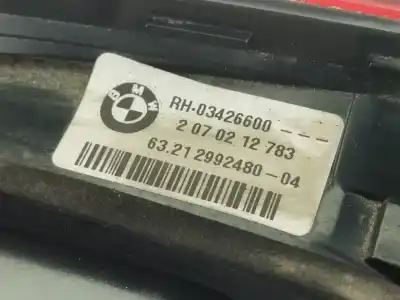 BMW
RH-03426600 - - -
2 07 02 12 783
63.21 2992480-04